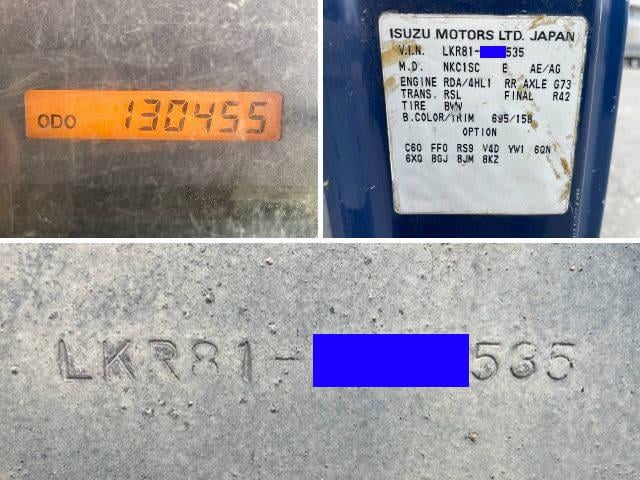 ODO 130455
ISUZU MOTORS LTD. JAPAN
V.I.N. LKR81- 535
M.D. NKC1SC E AE/AG
ENGINE RDA/4HL1 RR AXLE G73
TRANS. RSL FINAL R42
TIRE BWW
B.COLOR/TRIM 695/158
OPTION
C60 FF0 RS9 V4D YW1 6QN
6XQ 8GJ BJM 8KZ
LKR81- 535